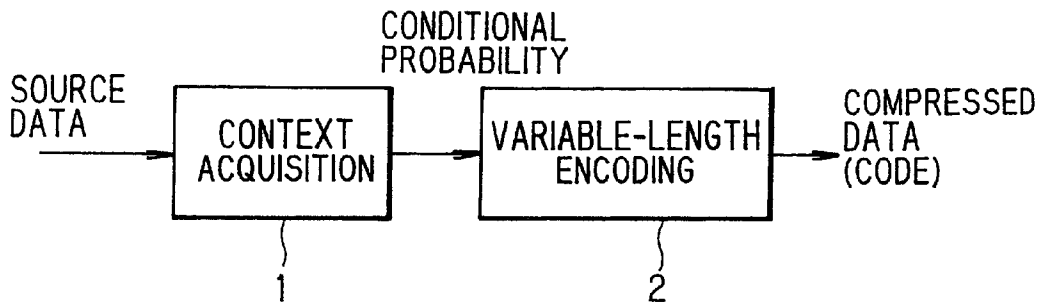 CONDITIONAL
PROBABILITY
SOURCE
DATA
CONTEXT
ACQUISITION
VARIABLE-LENGTH
ENCODING
COMPRESSED
DATA
(CODE)
1
2